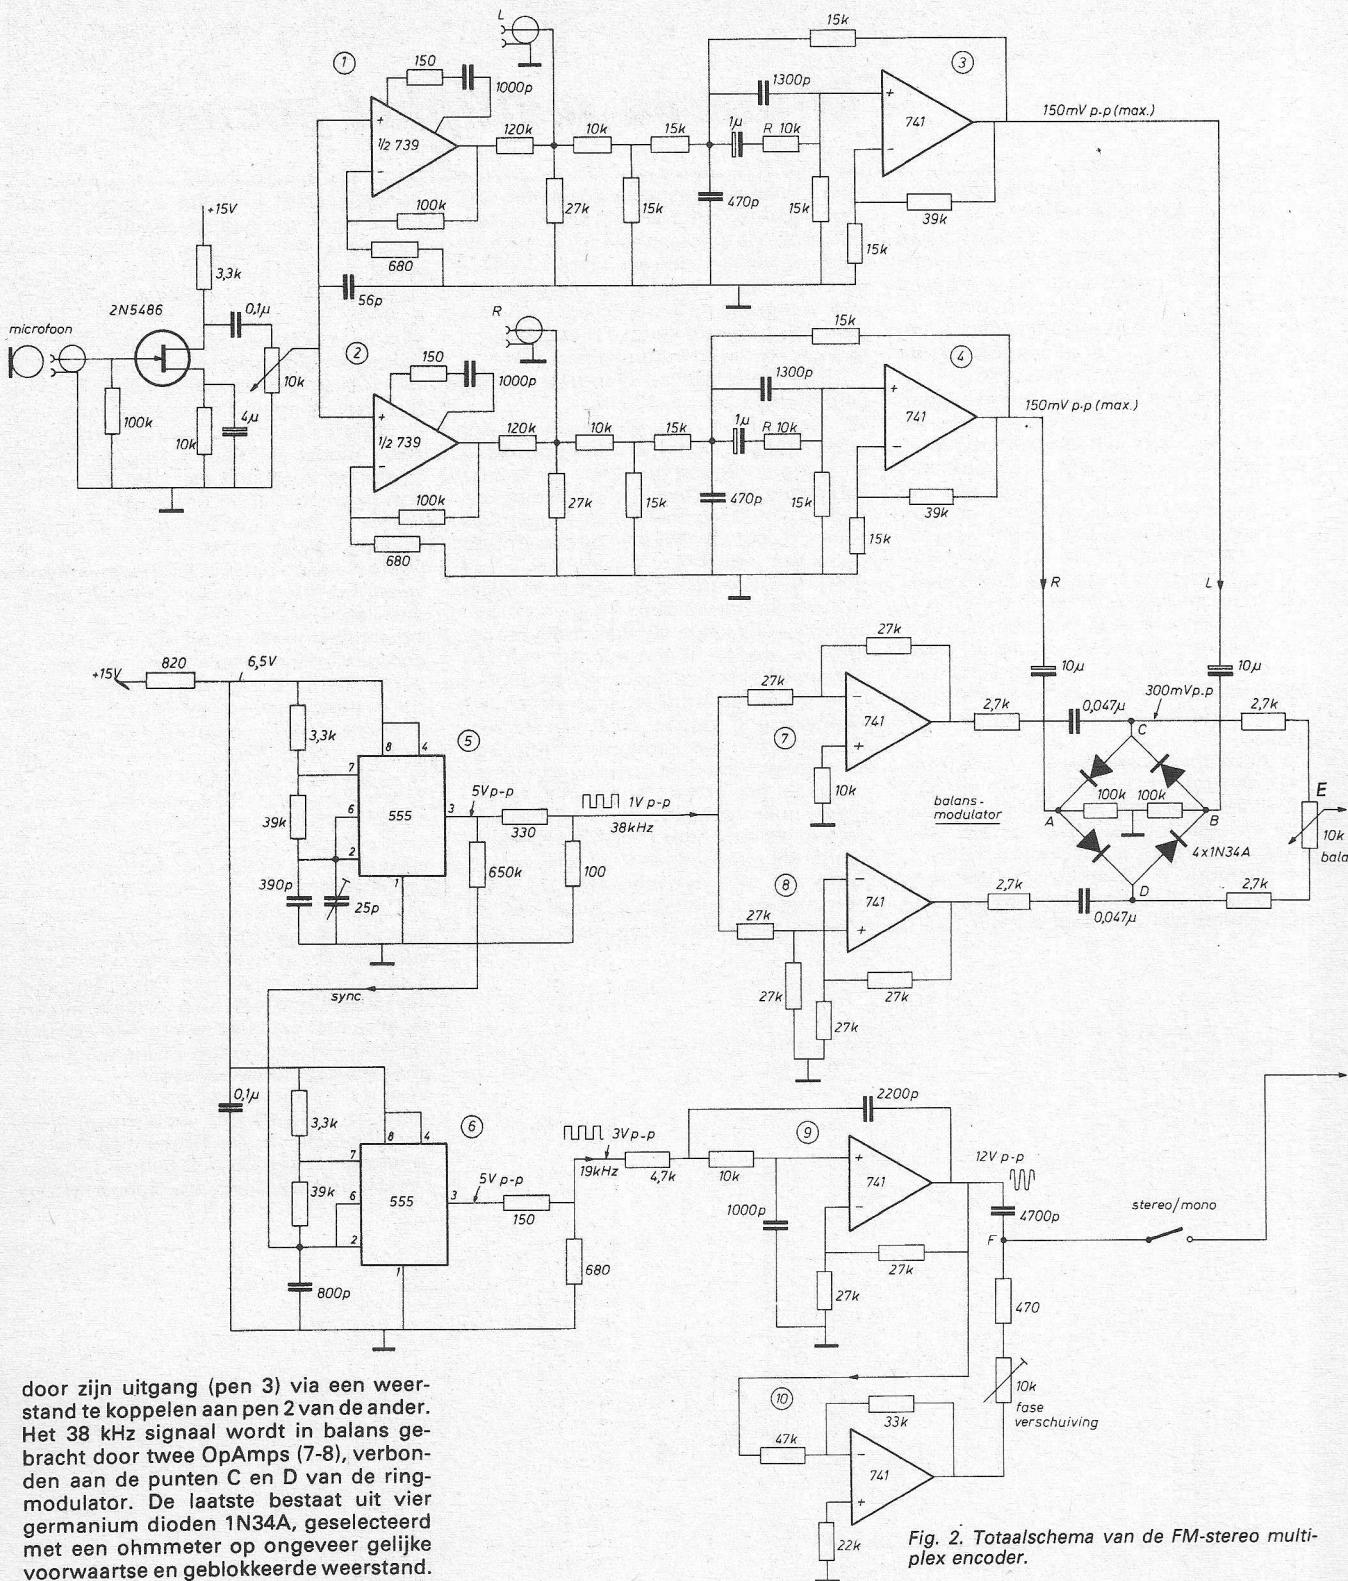 L
150
1000p
15k
1
3
1300p
+
½ 739
−
120k
10k
15k
1µ
R 10k
+
741
−
150mV p.p (max.)
100k
680
27k
15k
470p
15k
39k
15k
+15V
3,3k
56p
2N5486
0,1µ
microfoon
10k
100k
10k
4µ
R
150
1000p
15k
2
4
1300p
+
½ 739
−
120k
10k
15k
1µ
R 10k
+
741
−
150mV p.p (max.)
100k
680
27k
15k
470p
15k
39k
15k
R
L
+15V
820
6,5V
27k
10µ
10µ
27k
−
741
+
2,7k
0,047µ
300mV p.p
2,7k
3,3k
8
4
5
7
C
7
10k
E
39k
6
555
3
5V p-p
330
1V p-p
38kHz
balans-
modulator
A
100k
100k
B
10k
bala
2
650k
100
4x1N34A
390p
25p
1
8
−
741
+
27k
2,7k
0,047µ
D
2,7k
sync.
27k
27k
27k
0,1µ
3,3k
8
4
6
2200p
7
3V p-p
19kHz
4,7k
10k
9
+
741
−
12V p-p
39k
6
555
3
5V p-p
150
1000p
4700p
stereo/mono
2
F
800p
1
680
27k
27k
470
10
33k
10k
fase
verschuiving
47k
−
741
+
22k
door zijn uitgang (pen 3) via een weer-
stand te koppelen aan pen 2 van de ander.
Het 38 kHz signaal wordt in balans ge-
bracht door twee OpAmps (7-8), verbon-
den aan de punten C en D van de ring-
modulator. De laatste bestaat uit vier
germanium dioden 1N34A, geselecteerd
met een ohmmeter op ongeveer gelijke
voorwaartse en geblokkeerde weerstand.
Fig. 2. Totaalschema van de FM-stereo multi-
plex encoder.